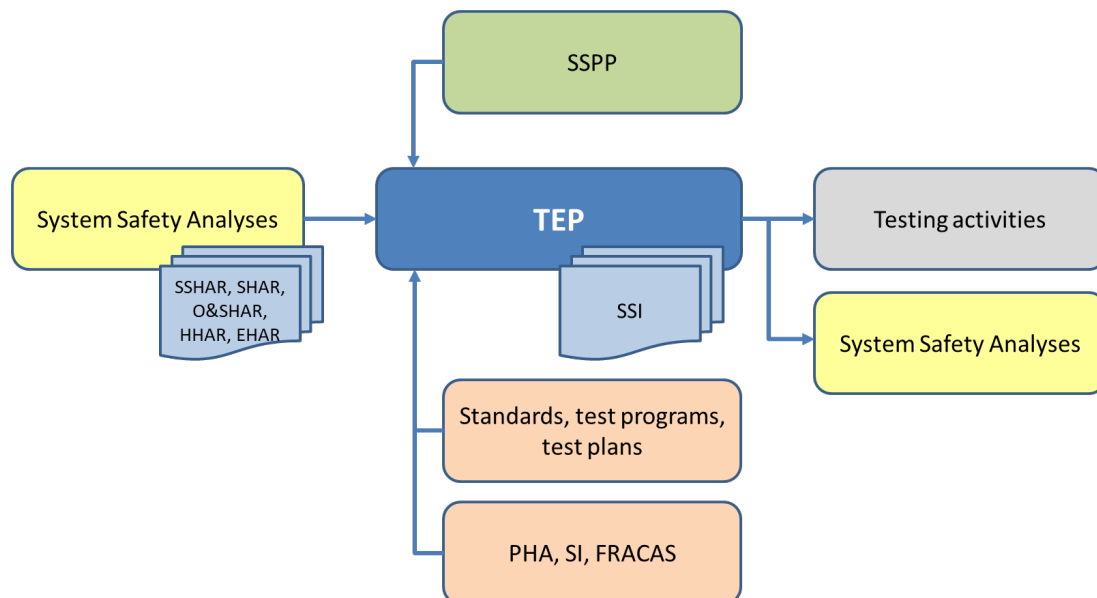 SSPP
System Safety Analyses
SSHAR, SHAR,
O&SHAR,
HHAR, EHAR
TEP
SSI
Testing activities
System Safety Analyses
Standards, test programs,
test plans
PHA, SI, FRACAS